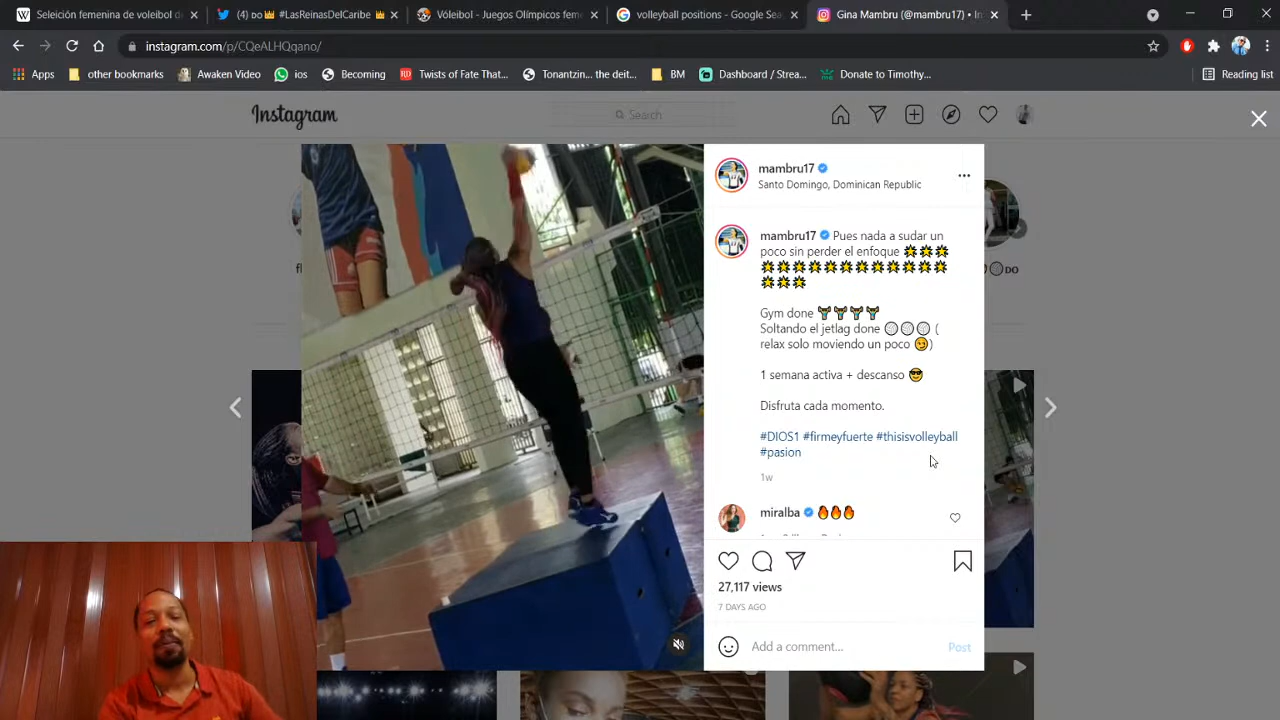 Seleción femenina de voleibol d
(4) DO #LasReinasDelCaribe
Vóleibol - Juegos Olímpicos feme
volleyball positions - Google Sea
Gina Mambru (@mambru17) • In
instagram.com/p/CQeALHQqano/
Apps
other bookmarks
Awaken Video
ios
Becoming
Twists of Fate That...
Tonantzin, the deit...
BM
Dashboard / Strea...
Donate to Timothy...
Reading list
Instagram
Search
mambru17
Santo Domingo, Dominican Republic
mambru17 Pues nada a sudar un
poco sin perder el enfoque 💥💥💥
💥💥💥💥💥💥💥💥💥💥💥💥
💥💥💥
Gym done 🏋🏋🏋🏋
Soltando el jetlag done 🏐🏐🏐 (
relax solo moviendo un poco 😏)
1 semana activa + descanso 😎
Disfruta cada momento.
#DIOS1 #firmeyfuerte #thisisvolleyball
#pasion
1w
miralba 🔥🔥🔥
27,117 views
7 DAYS AGO
Add a comment...
Post
DO